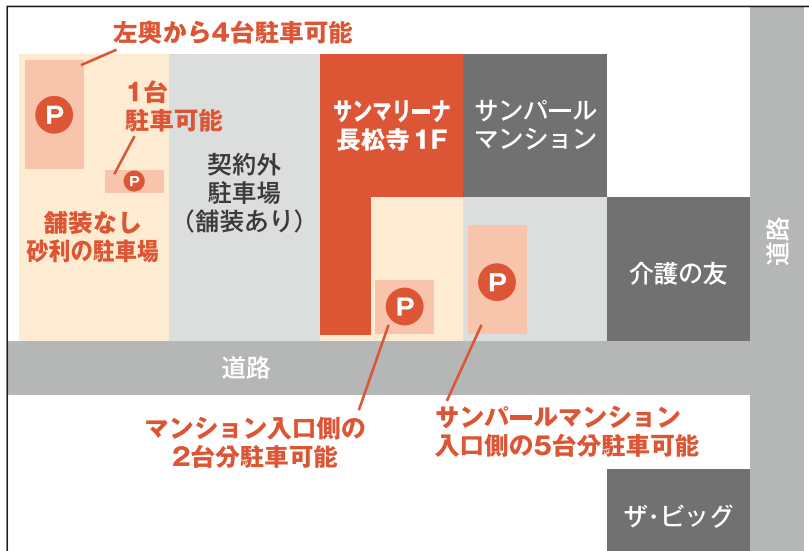 左奥から4台駐車可能
P
1台
駐車可能
P
舗装なし
砂利の駐車場
契約外
駐車場
（舗装あり）
サンマリーナ
長松寺1F
サンパール
マンション
P
P
介護の友
道路
道路
マンション入口側の
2台分駐車可能
サンパールマンション
入口側の5台分駐車可能
ザ・ビッグ